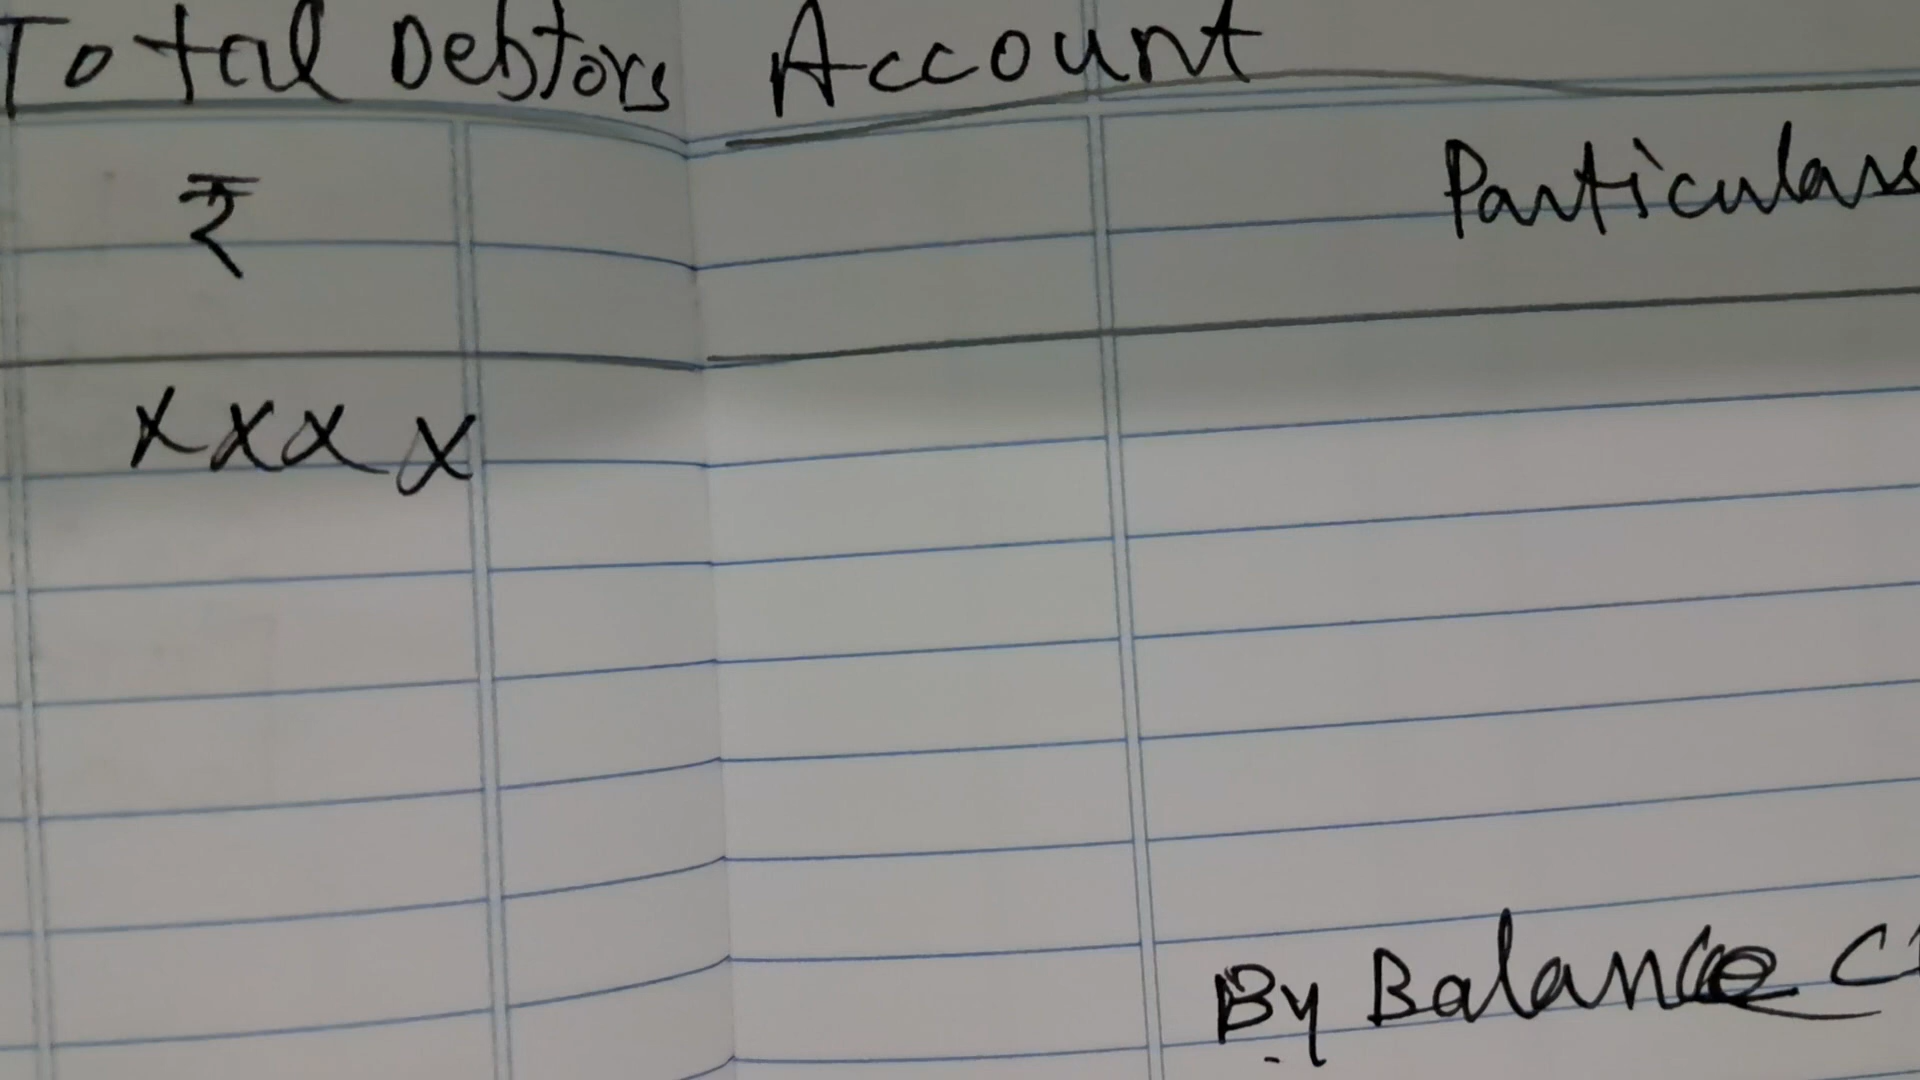 Total Debtors Account
₹ Particulars
xxxx
By Balance C